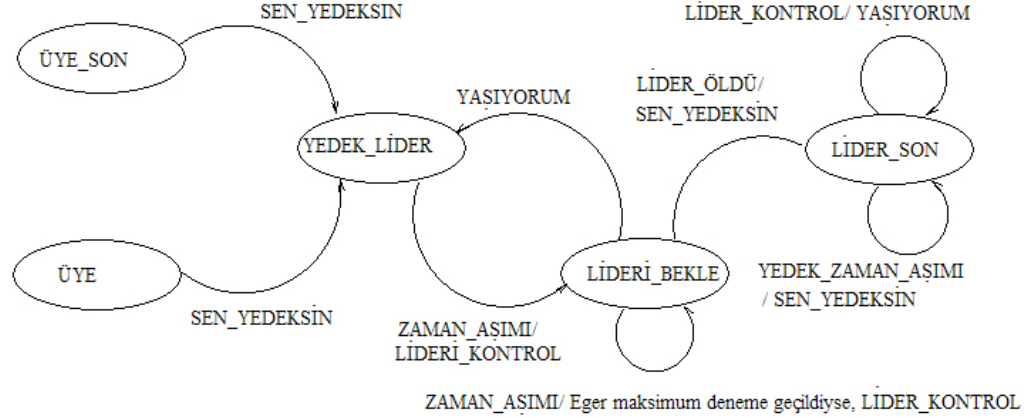 SEN_YEDEKSIN
LİDER_KONTROL/ YAŞIYORUM
ÜYE_SON
YAŞIYORUM
LİDER_ÖLDÜ/
SEN_YEDEKSİN
YEDEK_LİDER
LİDER_SON
ÜYE
LİDERİ_BEKLE
YEDEK_ZAMAN_AŞIMI
/ SEN_YEDEKSİN
SEN_YEDEKSİN
ZAMAN_AŞIMI/
LİDERİ_KONTROL
ZAMAN_AŞIMI/ Eger maksimum deneme geçildiyse, LİDER_KONTROL